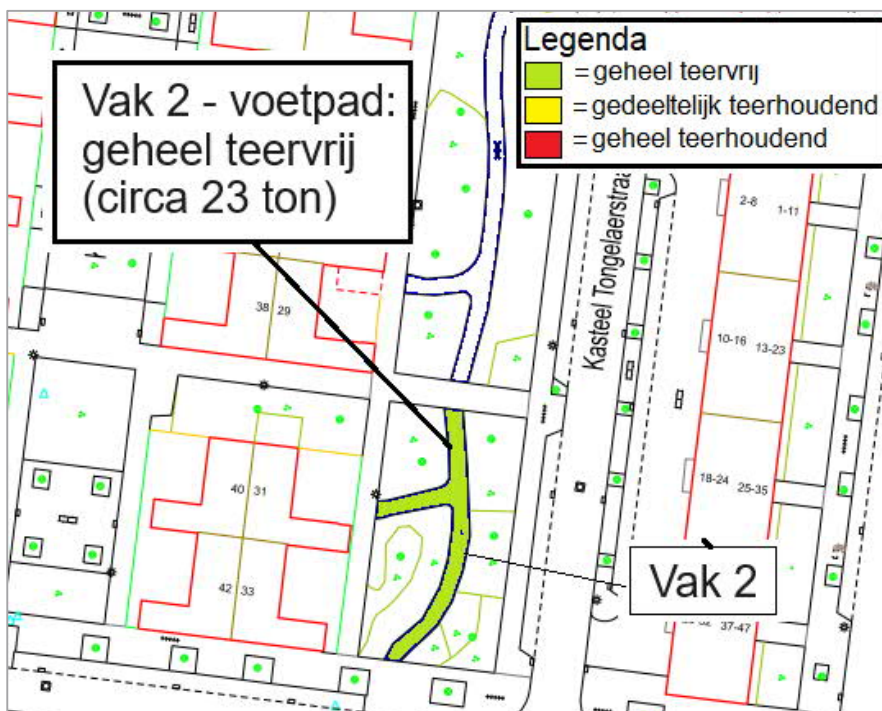 Legenda
= geheel teervrij
= gedeeltelijk teerhoudend
= geheel teerhoudend
Vak 2 - voetpad:
geheel teervrij
(circa 23 ton)
Kasteel Tongelaerstraa
2-8
1-11
38
29
10-16
13-23
18-24
25-35
40
31
42
33
Vak 2
37-47